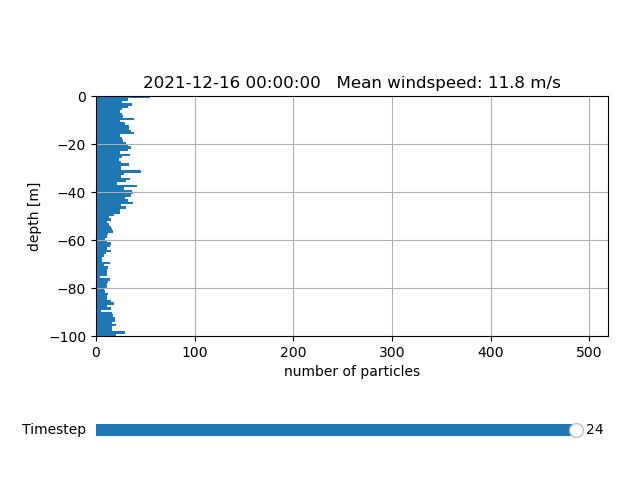 2021-12-16 00:00:00   Mean windspeed: 11.8 m/s
0
−20
−40
−60
−80
−100
depth [m]
0 100 200 300 400 500
number of particles
Timestep 24